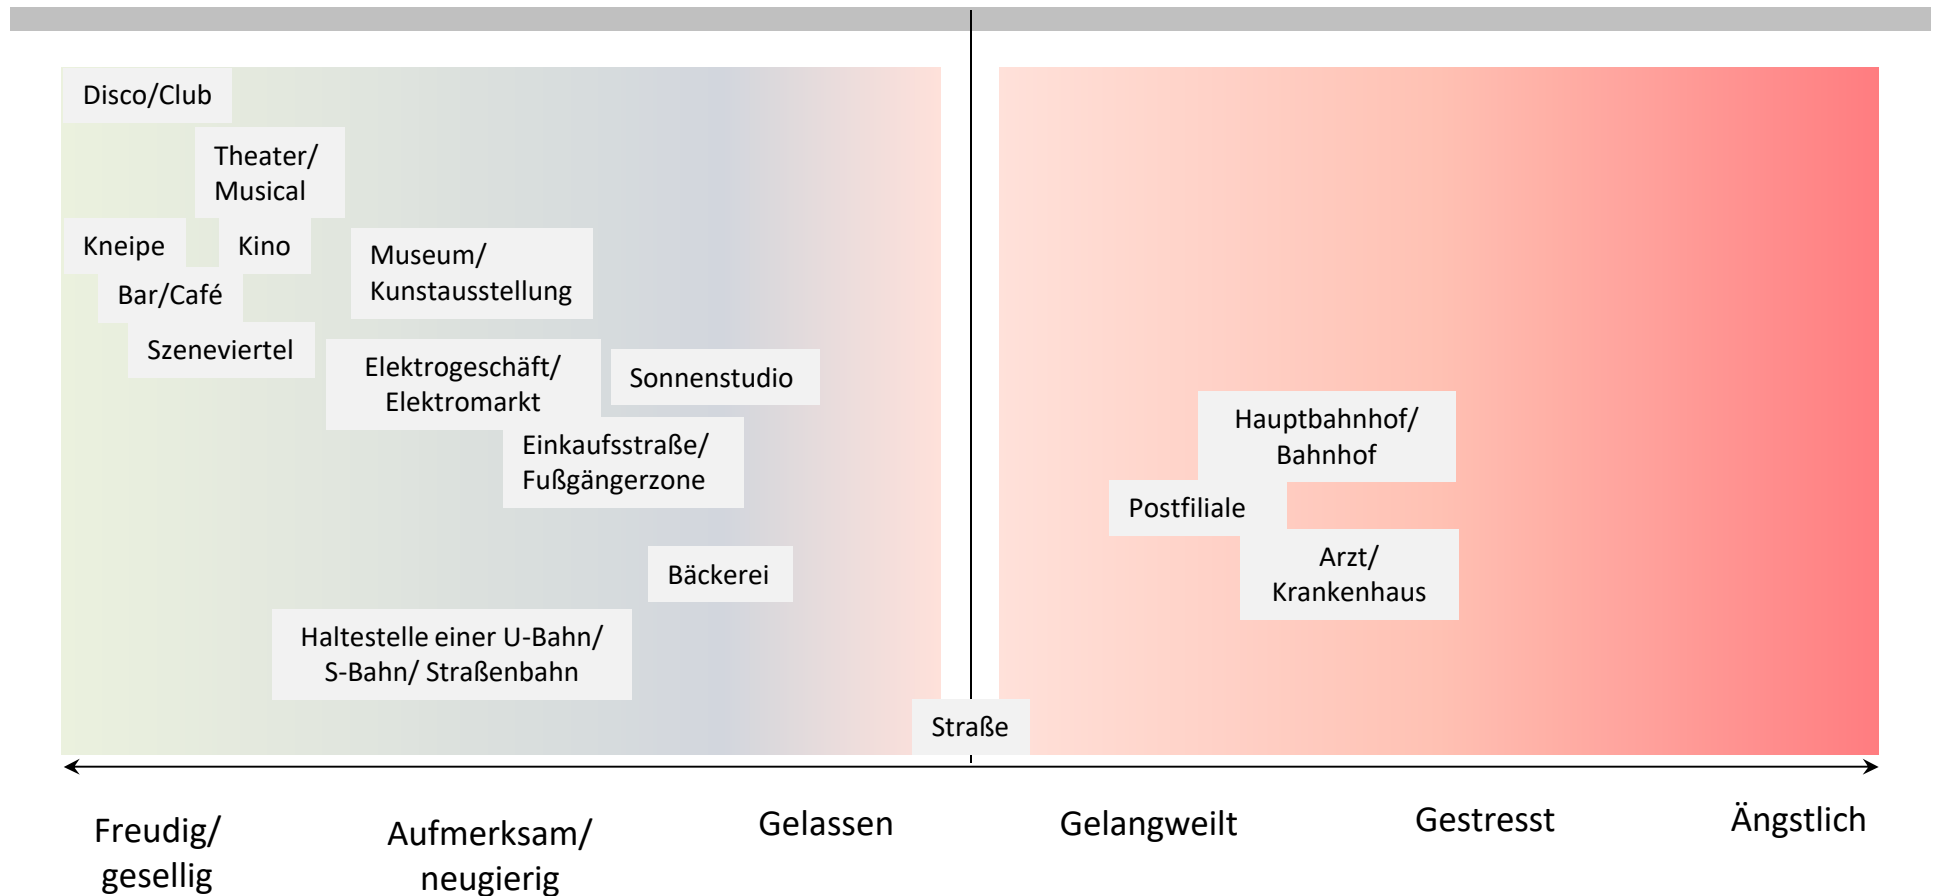 Disco/Club
Theater/
Musical
Kneipe
Kino
Museum/
Kunstausstellung
Bar/Café
Szeneviertel
Elektrogeschäft/
Elektromarkt
Sonnenstudio
Einkaufsstraße/
Fußgängerzone
Hauptbahnhof/
Bahnhof
Postfiliale
Arzt/
Krankenhaus
Bäckerei
Haltestelle einer U-Bahn/
S-Bahn/ Straßenbahn
Straße
Freudig/
gesellig
Aufmerksam/
neugierig
Gelassen
Gelangweilt
Gestresst
Ängstlich